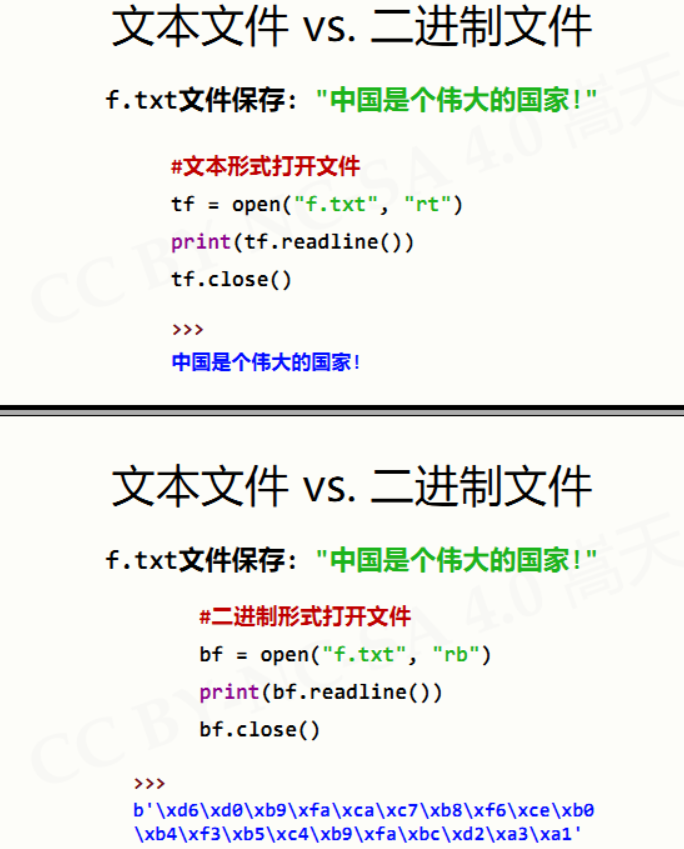 文本文件 vs. 二进制文件
f.txt文件保存: "中国是个伟大的国家!"
#文本形式打开文件
tf = open("f.txt", "rt")
print(tf.readline())
tf.close()
>>>
中国是个伟大的国家!
文本文件 vs. 二进制文件
f.txt文件保存: "中国是个伟大的国家!"
#二进制形式打开文件
bf = open("f.txt", "rb")
print(bf.readline())
bf.close()
>>>
b'\xd6\xd0\xb9\xfa\xca\xc7\xb8\xf6\xce\xb0
\xb4\xf3\xb5\xc4\xb9\xfa\xbc\xd2\xa3\xa1'
CC BY-NC-SA 4.0 嵩天
CC BY-NC-SA 4.0 嵩天